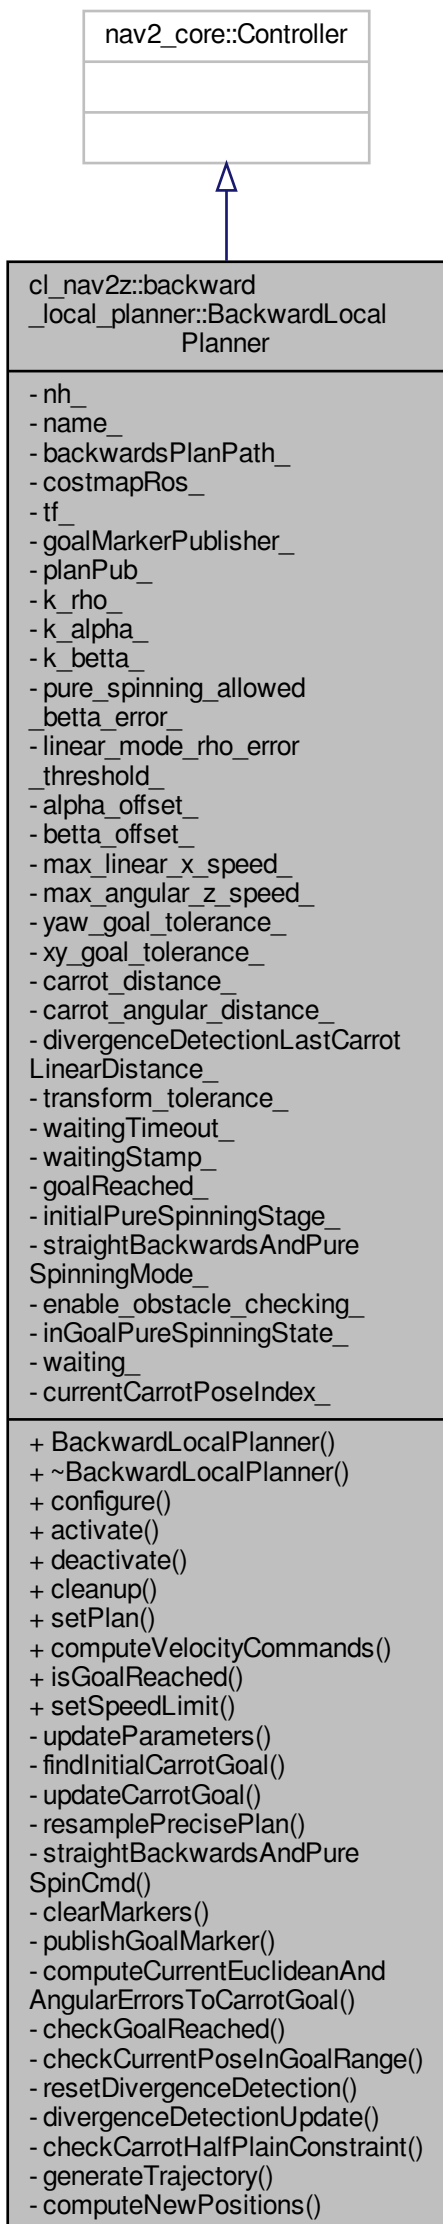 nav2_core::Controller
cl_nav2z::backward
_local_planner::BackwardLocal
Planner
- nh_
- name_
- backwardsPlanPath_
- costmapRos_
- tf_
- goalMarkerPublisher_
- planPub_
- k_rho_
- k_alpha_
- k_betta_
- pure_spinning_allowed
_betta_error_
- linear_mode_rho_error
_threshold_
- alpha_offset_
- betta_offset_
- max_linear_x_speed_
- max_angular_z_speed_
- yaw_goal_tolerance_
- xy_goal_tolerance_
- carrot_distance_
- carrot_angular_distance_
- divergenceDetectionLastCarrot
LinearDistance_
- transform_tolerance_
- waitingTimeout_
- waitingStamp_
- goalReached_
- initialPureSpinningStage_
- straightBackwardsAndPure
SpinningMode_
- enable_obstacle_checking_
- inGoalPureSpinningState_
- waiting_
- currentCarrotPoseIndex_
+ BackwardLocalPlanner()
+ ~BackwardLocalPlanner()
+ configure()
+ activate()
+ deactivate()
+ cleanup()
+ setPlan()
+ computeVelocityCommands()
+ isGoalReached()
+ setSpeedLimit()
- updateParameters()
- findInitialCarrotGoal()
- updateCarrotGoal()
- resamplePrecisePlan()
- straightBackwardsAndPure
SpinCmd()
- clearMarkers()
- publishGoalMarker()
- computeCurrentEuclideanAnd
AngularErrorsToCarrotGoal()
- checkGoalReached()
- checkCurrentPoseInGoalRange()
- resetDivergenceDetection()
- divergenceDetectionUpdate()
- checkCarrotHalfPlainConstraint()
- generateTrajectory()
- computeNewPositions()